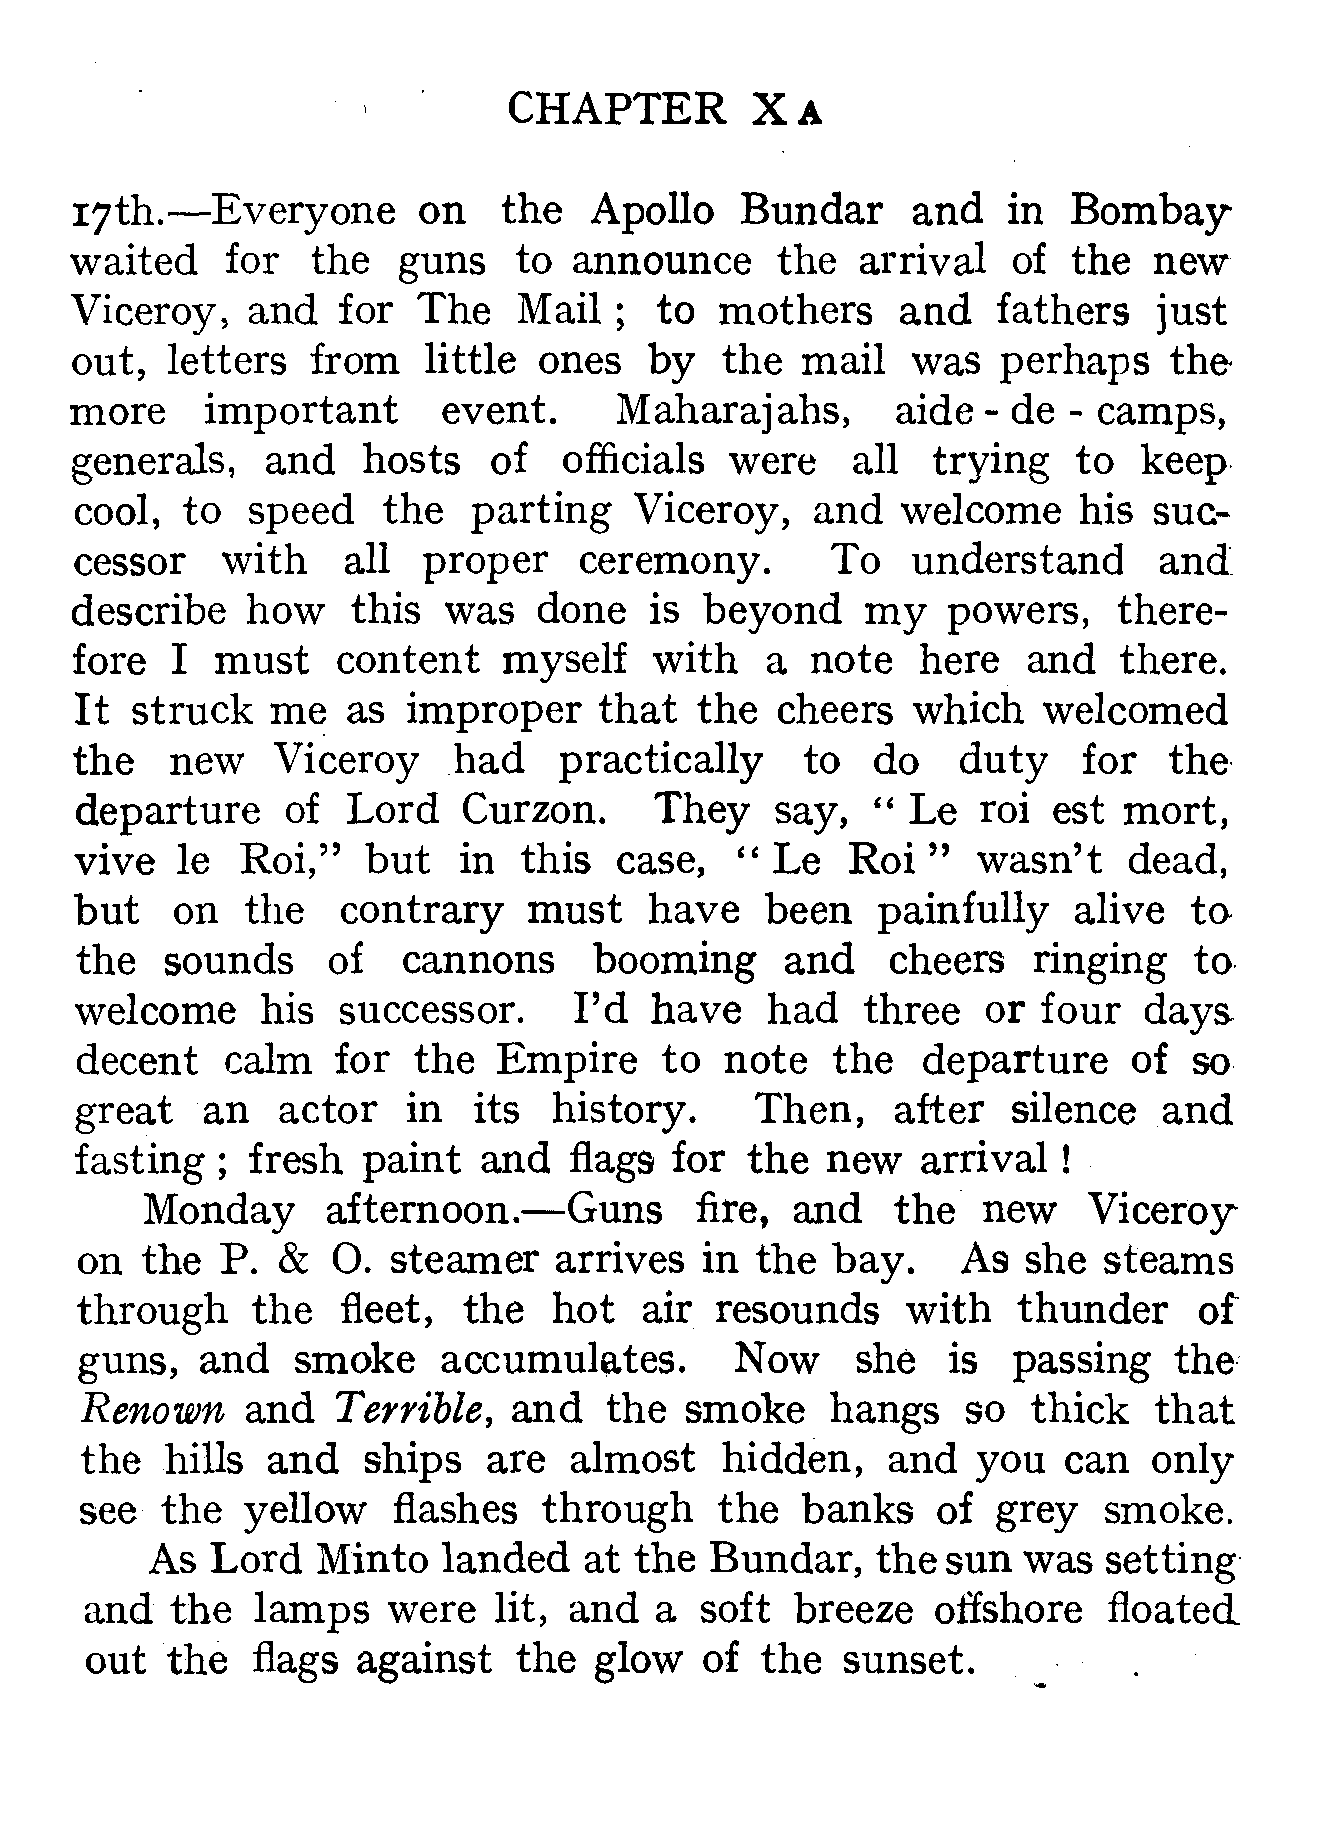 CHAPTER X A
17th.—Everyone on the Apollo Bundar and in Bombay
waited for the guns to announce the arrival of the new
Viceroy, and for The Mail ; to mothers and fathers just
out, letters from little ones by the mail was perhaps the
more important event. Maharajahs, aide - de - camps,
generals, and hosts of officials were all trying to keep
cool, to speed the parting Viceroy, and welcome his suc-
cessor with all proper ceremony. To understand and
describe how this was done is beyond my powers, there-
fore I must content myself with a note here and there.
It struck me as improper that the cheers which welcomed
the new Viceroy had practically to do duty for the
departure of Lord Curzon. They say, “ Le roi est mort,
vive le Roi,” but in this case, “ Le Roi ” wasn’t dead,
but on the contrary must have been painfully alive to
the sounds of cannons booming and cheers ringing to
welcome his successor. I’d have had three or four days
decent calm for the Empire to note the departure of so
great an actor in its history. Then, after silence and
fasting ; fresh paint and flags for the new arrival !
Monday afternoon.—Guns fire, and the new Viceroy
on the P. & O. steamer arrives in the bay. As she steams
through the fleet, the hot air resounds with thunder of
guns, and smoke accumulates. Now she is passing the
Renown and Terrible, and the smoke hangs so thick that
the hills and ships are almost hidden, and you can only
see the yellow flashes through the banks of grey smoke.
As Lord Minto landed at the Bundar, the sun was setting
and the lamps were lit, and a soft breeze offshore floated
out the flags against the glow of the sunset.